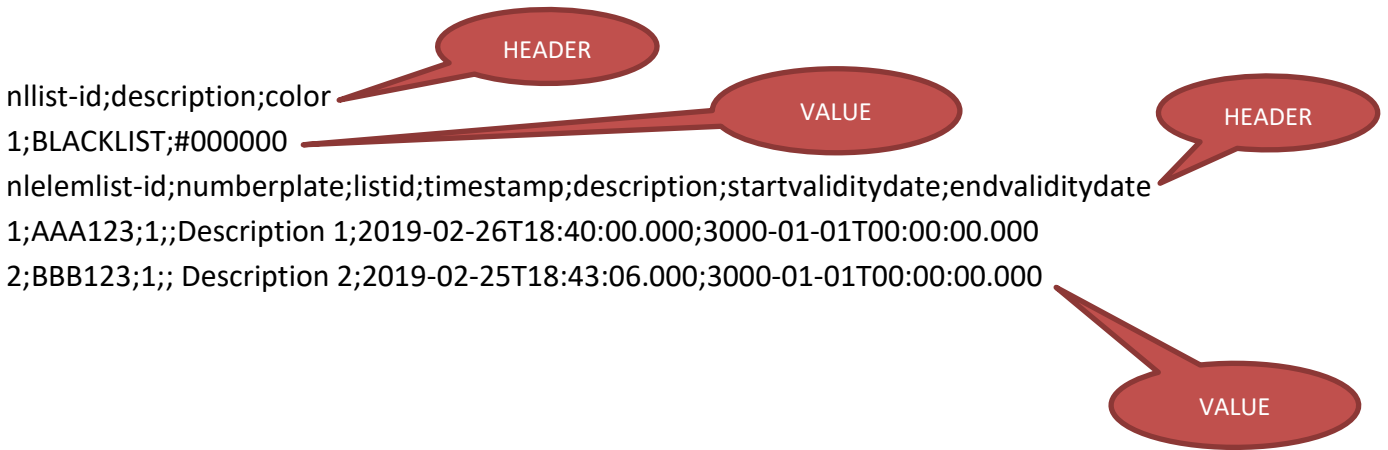 HEADER
nllist-id;description;color
VALUE
1;BLACKLIST;#000000
HEADER
nlelemlist-id;numberplate;listid;timestamp;description;startvaliditydate;endvaliditydate
1;AAA123;1;;Description 1;2019-02-26T18:40:00.000;3000-01-01T00:00:00.000
2;BBB123;1;; Description 2;2019-02-25T18:43:06.000;3000-01-01T00:00:00.000
VALUE